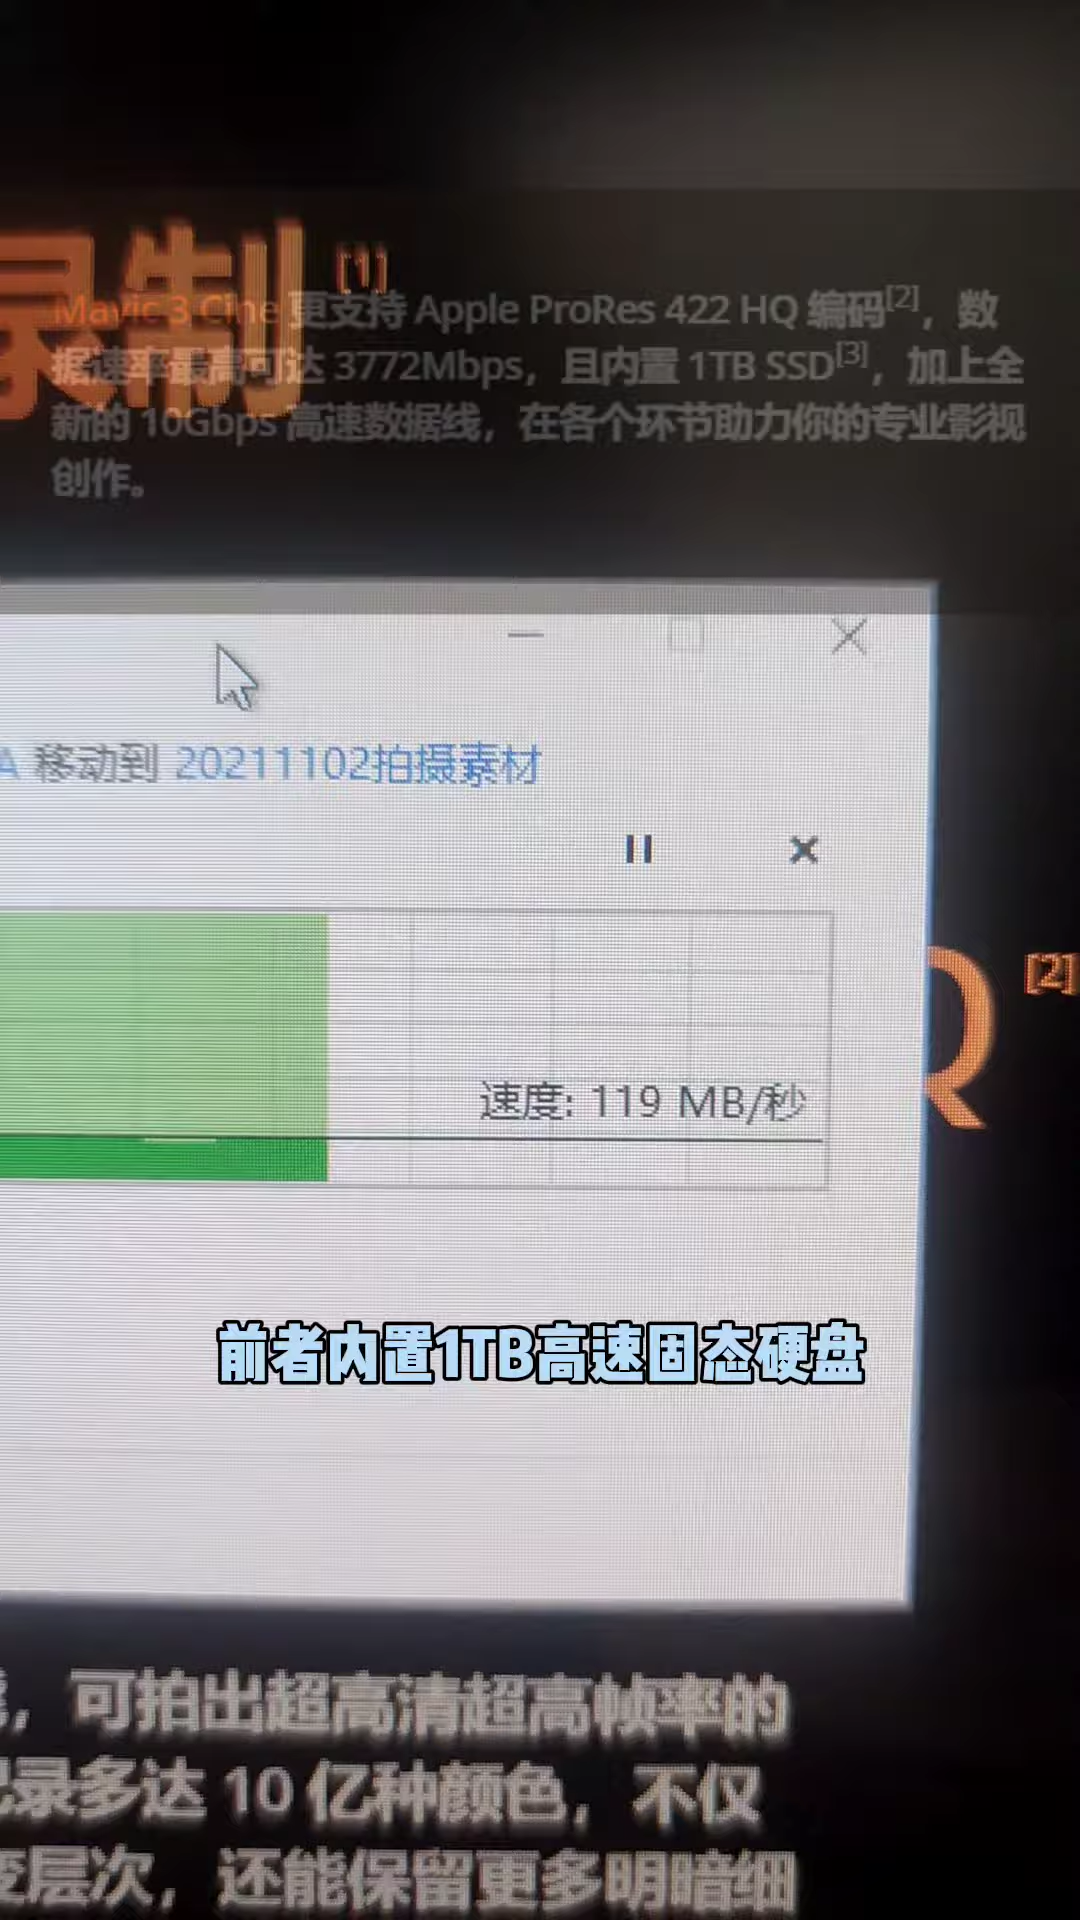 录制[1]
Mavic 3 Cine 更支持 Apple ProRes 422 HQ 编码[2]，数
据速率最高可达 3772Mbps，且内置 1TB SSD[3]，加上全
新的 10Gbps 高速数据线，在各个环节助力你的专业影视
创作。
A 移动到 20211102拍摄素材
Q[2]
速度: 119 MB/秒
前者内置1TB高速固态硬盘
，可拍出超高清超高帧率的
记录多达 10 亿种颜色，不仅
变层次，还能保留更多明暗细